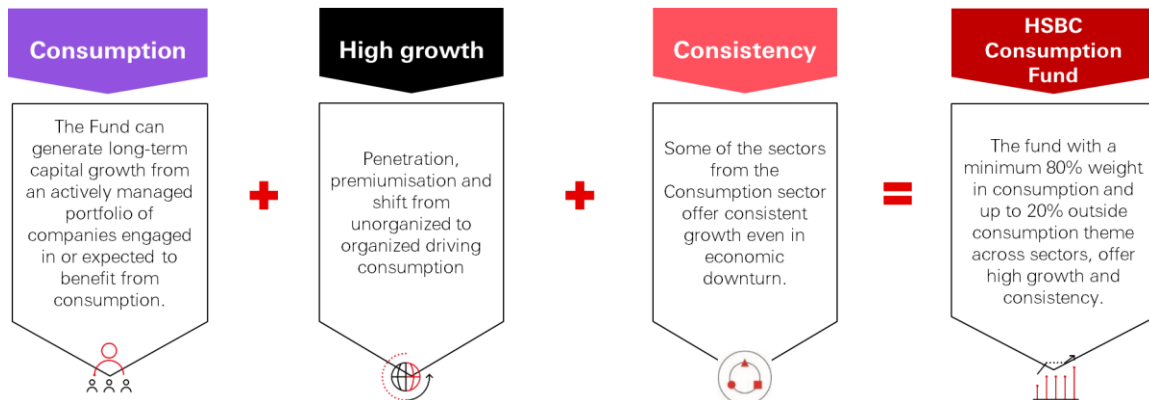 Consumption
The Fund can
generate long-term
capital growth from
an actively managed
portfolio of
companies engaged
in or expected to
benefit from
consumption.
+
High growth
Penetration,
premiumisation and
shift from
unorganized to
organized driving
consumption
+
Consistency
Some of the sectors
from the
Consumption sector
offer consistent
growth even in
economic
downturn.
=
HSBC
Consumption
Fund
The fund with a
minimum 80% weight
in consumption and
up to 20% outside
consumption theme
across sectors, offer
high growth and
consistency.